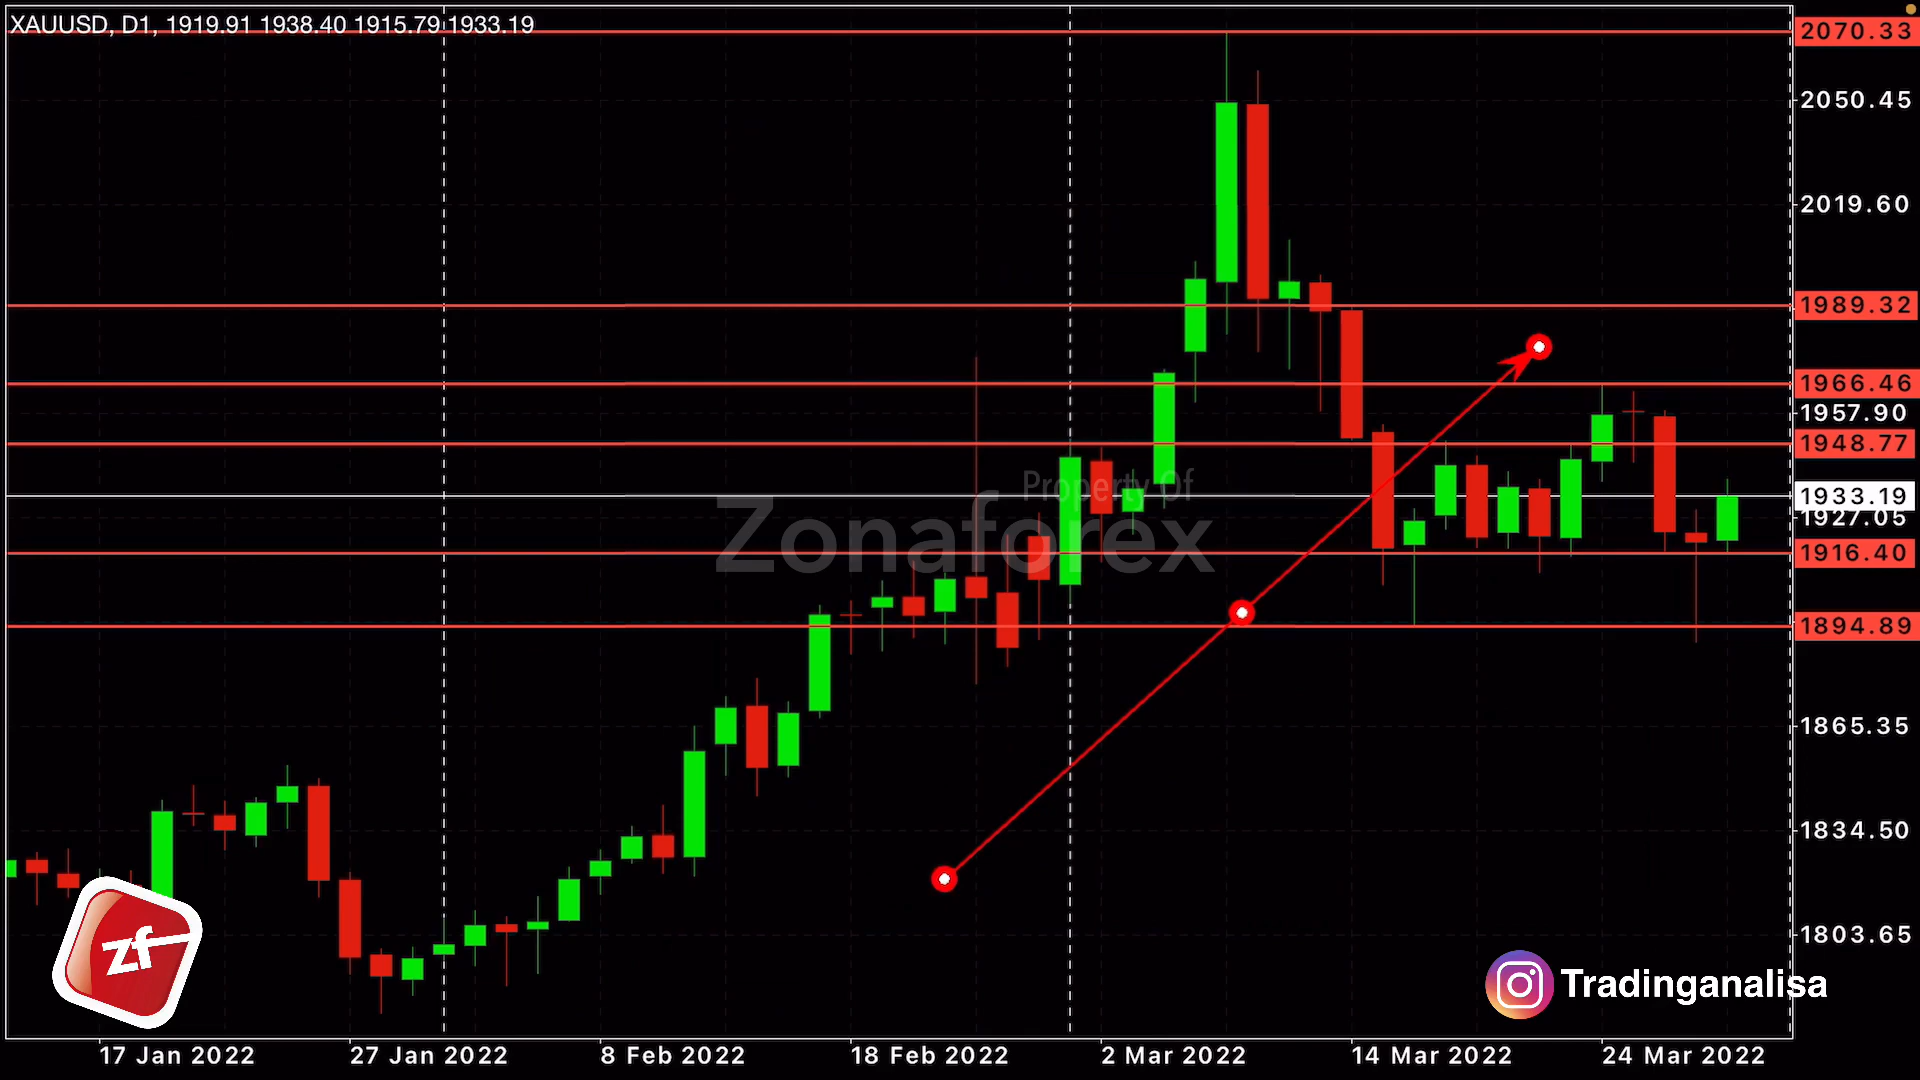 XAUUSD, D1, 1919.91 1938.40 1915.79 1933.19
2070.33
2050.45
2019.60
1989.32
1966.46
1957.90
1948.77
Property Of
Zonaforex
1933.19
1927.05
1916.40
1894.89
1865.35
1834.50
1803.65
zf
Tradinganalisa
17 Jan 2022 27 Jan 2022 8 Feb 2022 18 Feb 2022 2 Mar 2022 14 Mar 2022 24 Mar 2022